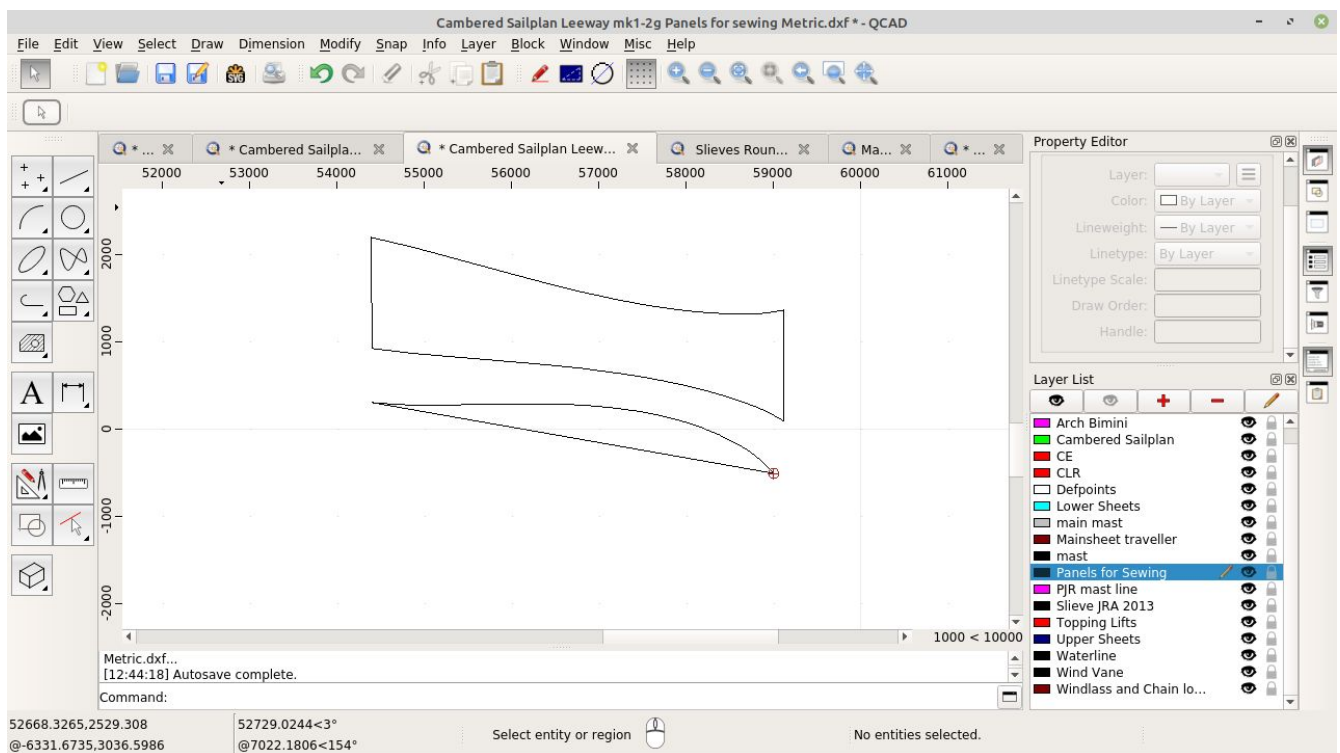 Cambered Sailplan Leeway mk1-2g Panels for sewing Metric.dxf * - QCAD
File Edit View Select Draw Dimension Modify Snap Info Layer Block Window Misc Help
SVG
* ... * Cambered Sailpla... * Cambered Sailplan Leew... Slieves Roun... Ma... * ...
52000 53000 54000 55000 56000 57000 58000 59000 60000 61000
2000
1000
0
-1000
-2000
A
1000 < 10000
Metric.dxf...
[12:44:18] Autosave complete.
Command:
Property Editor
Layer:
Color: By Layer
Lineweight: By Layer
Linetype: By Layer
Linetype Scale:
Draw Order:
Handle:
Layer List
Arch Bimini
Cambered Sailplan
CE
CLR
Defpoints
Lower Sheets
main mast
Mainsheet traveller
mast
Panels for Sewing
PJR mast line
Slieve JRA 2013
Topping Lifts
Upper Sheets
Waterline
Wind Vane
Windlass and Chain lo...
52668.3265,2529.308 52729.0244<3°
@-6331.6735,3036.5986 @7022.1806<154°
Select entity or region
No entities selected.